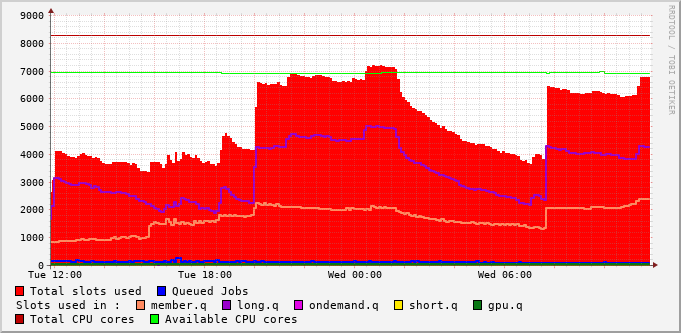 9000
8000
7000
6000
5000
4000
3000
2000
1000
0
Tue 12:00 Tue 18:00 Wed 00:00 Wed 06:00
Total slots used Queued Jobs
Slots used in : member.q long.q ondemand.q short.q gpu.q
Total CPU cores Available CPU cores
RRDTOOL / TOBI OETIKER